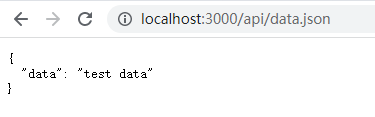 localhost:3000/api/data.json
{
  "data": "test data"
}